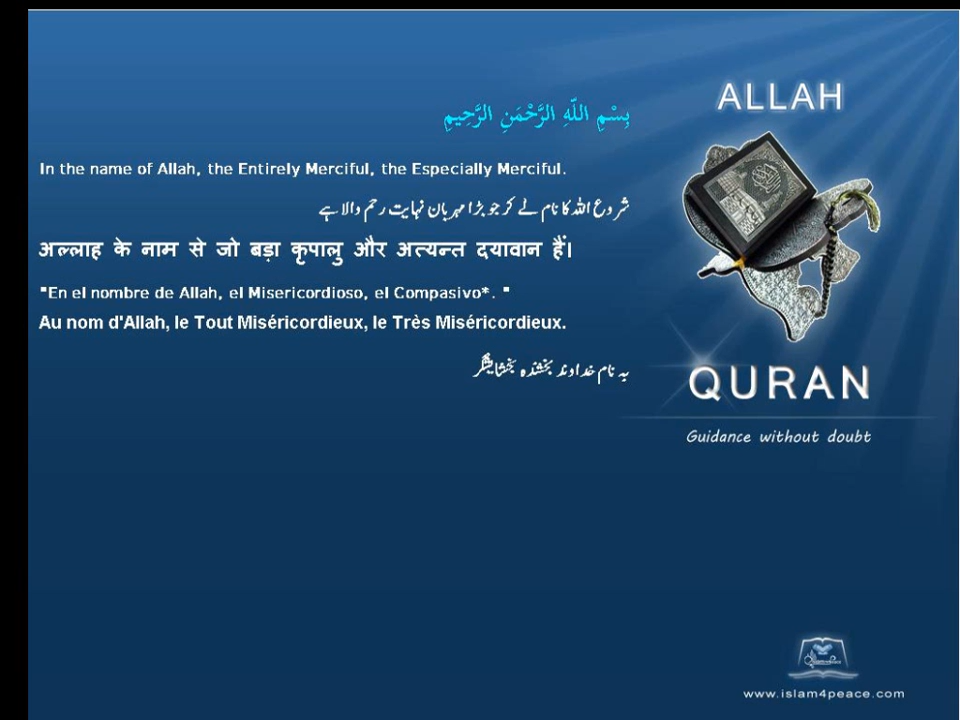 بِسْمِ اللّهِ الرَّحْمَنِ الرَّحِيمِ
In the name of Allah, the Entirely Merciful, the Especially Merciful.
شروع الله کا نام لے کر جو بڑا مہربان نہایت رحم والا ہے
अल्लाह के नाम से जो बड़ा कृपालु और अत्यन्त दयावान हैं।
"En el nombre de Allah, el Misericordioso, el Compasivo*. "
Au nom d'Allah, le Tout Miséricordieux, le Très Miséricordieux.
به نام خداوند بخشنده بخشایشگر
ALLAH
QURAN
Guidance without doubt
www.islam4peace.com